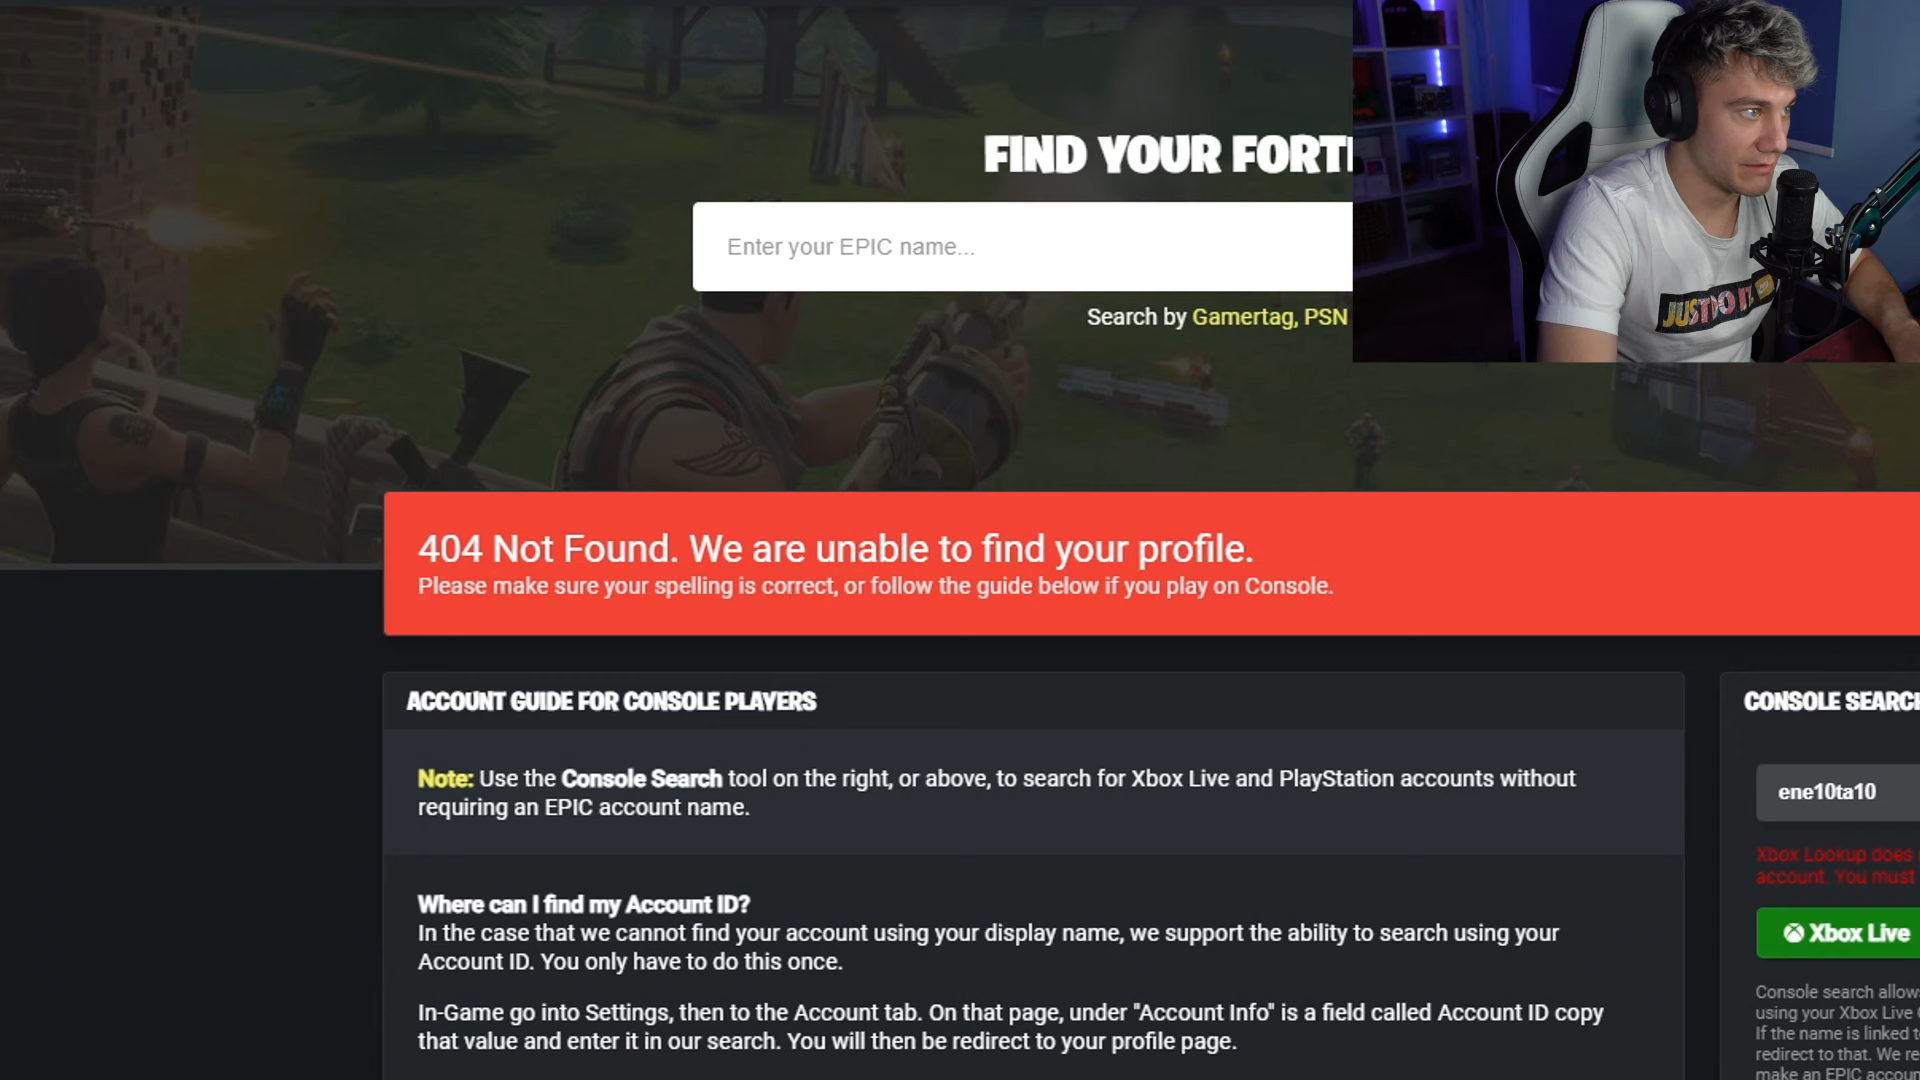 FIND YOUR FORT
Enter your EPIC name...
Search by Gamertag, PSN
JUST DO IT
404 Not Found. We are unable to find your profile.
Please make sure your spelling is correct, or follow the guide below if you play on Console.
ACCOUNT GUIDE FOR CONSOLE PLAYERS
Note: Use the Console Search tool on the right, or above, to search for Xbox Live and PlayStation accounts without
requiring an EPIC account name.
Where can I find my Account ID?
In the case that we cannot find your account using your display name, we support the ability to search using your
Account ID. You only have to do this once.
In-Game go into Settings, then to the Account tab. On that page, under "Account Info" is a field called Account ID copy
that value and enter it in our search. You will then be redirect to your profile page.
CONSOLE SEARCH
ene10ta10
Xbox Lookup does
account. You must
Xbox Live
Console search allows
using your Xbox Live
If the name is linked
redirect to that. We
make an EPIC